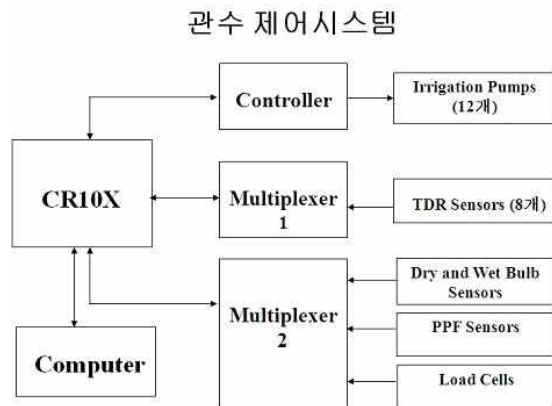 관수 제어시스템
Controller
Irrigation Pumps
(12개)
CR10X
Multiplexer
1
TDR Sensors (8개)
Multiplexer
2
Dry and Wet Bulb
Sensors
PPF Sensors
Load Cells
Computer